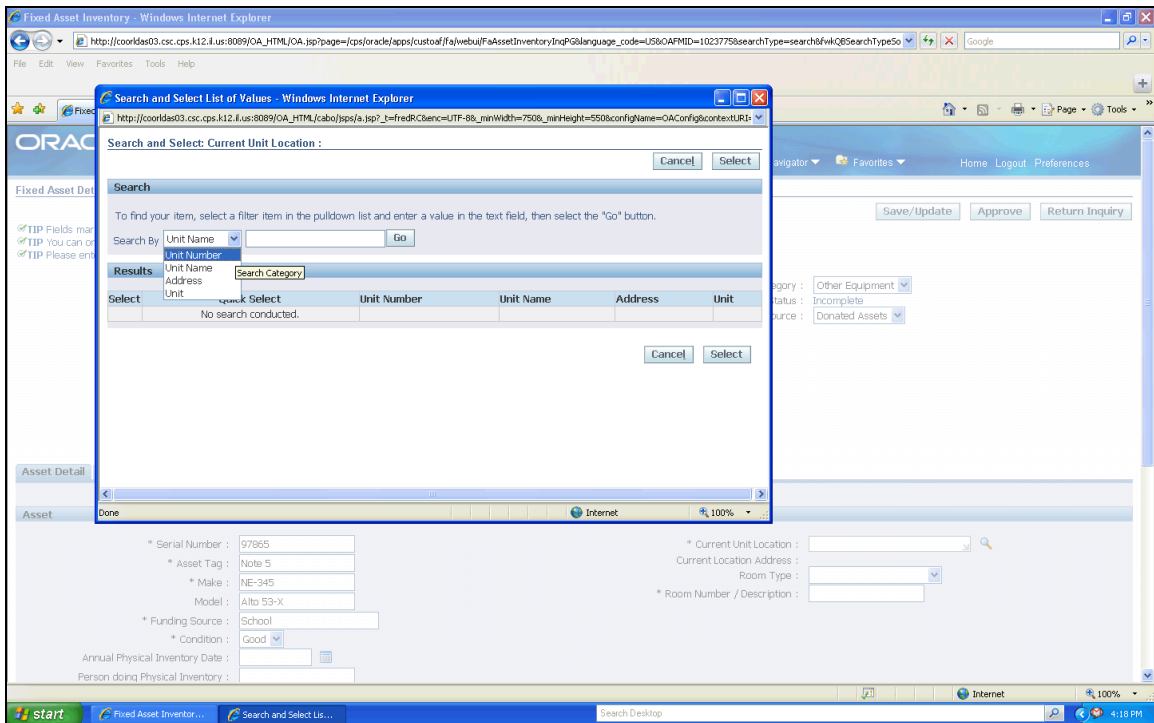 Fixed Asset Inventory - Windows Internet Explorer
http://coorldas03.csc.cps.k12.il.us:8089/OA_HTML/OA.jsp?page=/cps/oracle/apps/custoaf/fa/webui/FaAssetInventoryInqPG&language_code=US&OAFMID=1023775&searchType=search&fwkQBSearchTypeSo
Google
File Edit View Favorites Tools Help
Fixed
Page Tools
Search and Select List of Values - Windows Internet Explorer
http://coorldas03.csc.cps.k12.il.us:8089/OA_HTML/cabo/jsps/a.jsp?_t=fredRC&enc=UTF-8&_minWidth=750&_minHeight=550&configName=OAConfig&contextURI=
ORAC
avigator Favorites Home Logout Preferences
Search and Select: Current Unit Location :
Cancel Select
Fixed Asset Det
Search
Save/Update Approve Return Inquiry
To find your item, select a filter item in the pulldown list and enter a value in the text field, then select the "Go" button.
TIP Fields mar
TIP You can or
TIP Please ent
Search By Unit Name Go
Unit Number
Unit Name
Address
Unit
Search Category
Results
egory : Other Equipment
tatus : Incomplete
ource : Donated Assets
Select Quick Select Unit Number Unit Name Address Unit
No search conducted.
Cancel Select
Asset Detail
Done Internet 100%
Asset
* Serial Number : 97865
* Asset Tag : Note 5
* Make : NE-345
Model : Alto 53-X
* Funding Source : School
* Condition : Good
Annual Physical Inventory Date :
Person doing Physical Inventory :
* Current Unit Location :
Current Location Address :
Room Type :
* Room Number / Description :
Internet 100%
start Fixed Asset Inventor... Search and Select Lis... Search Desktop 4:18 PM